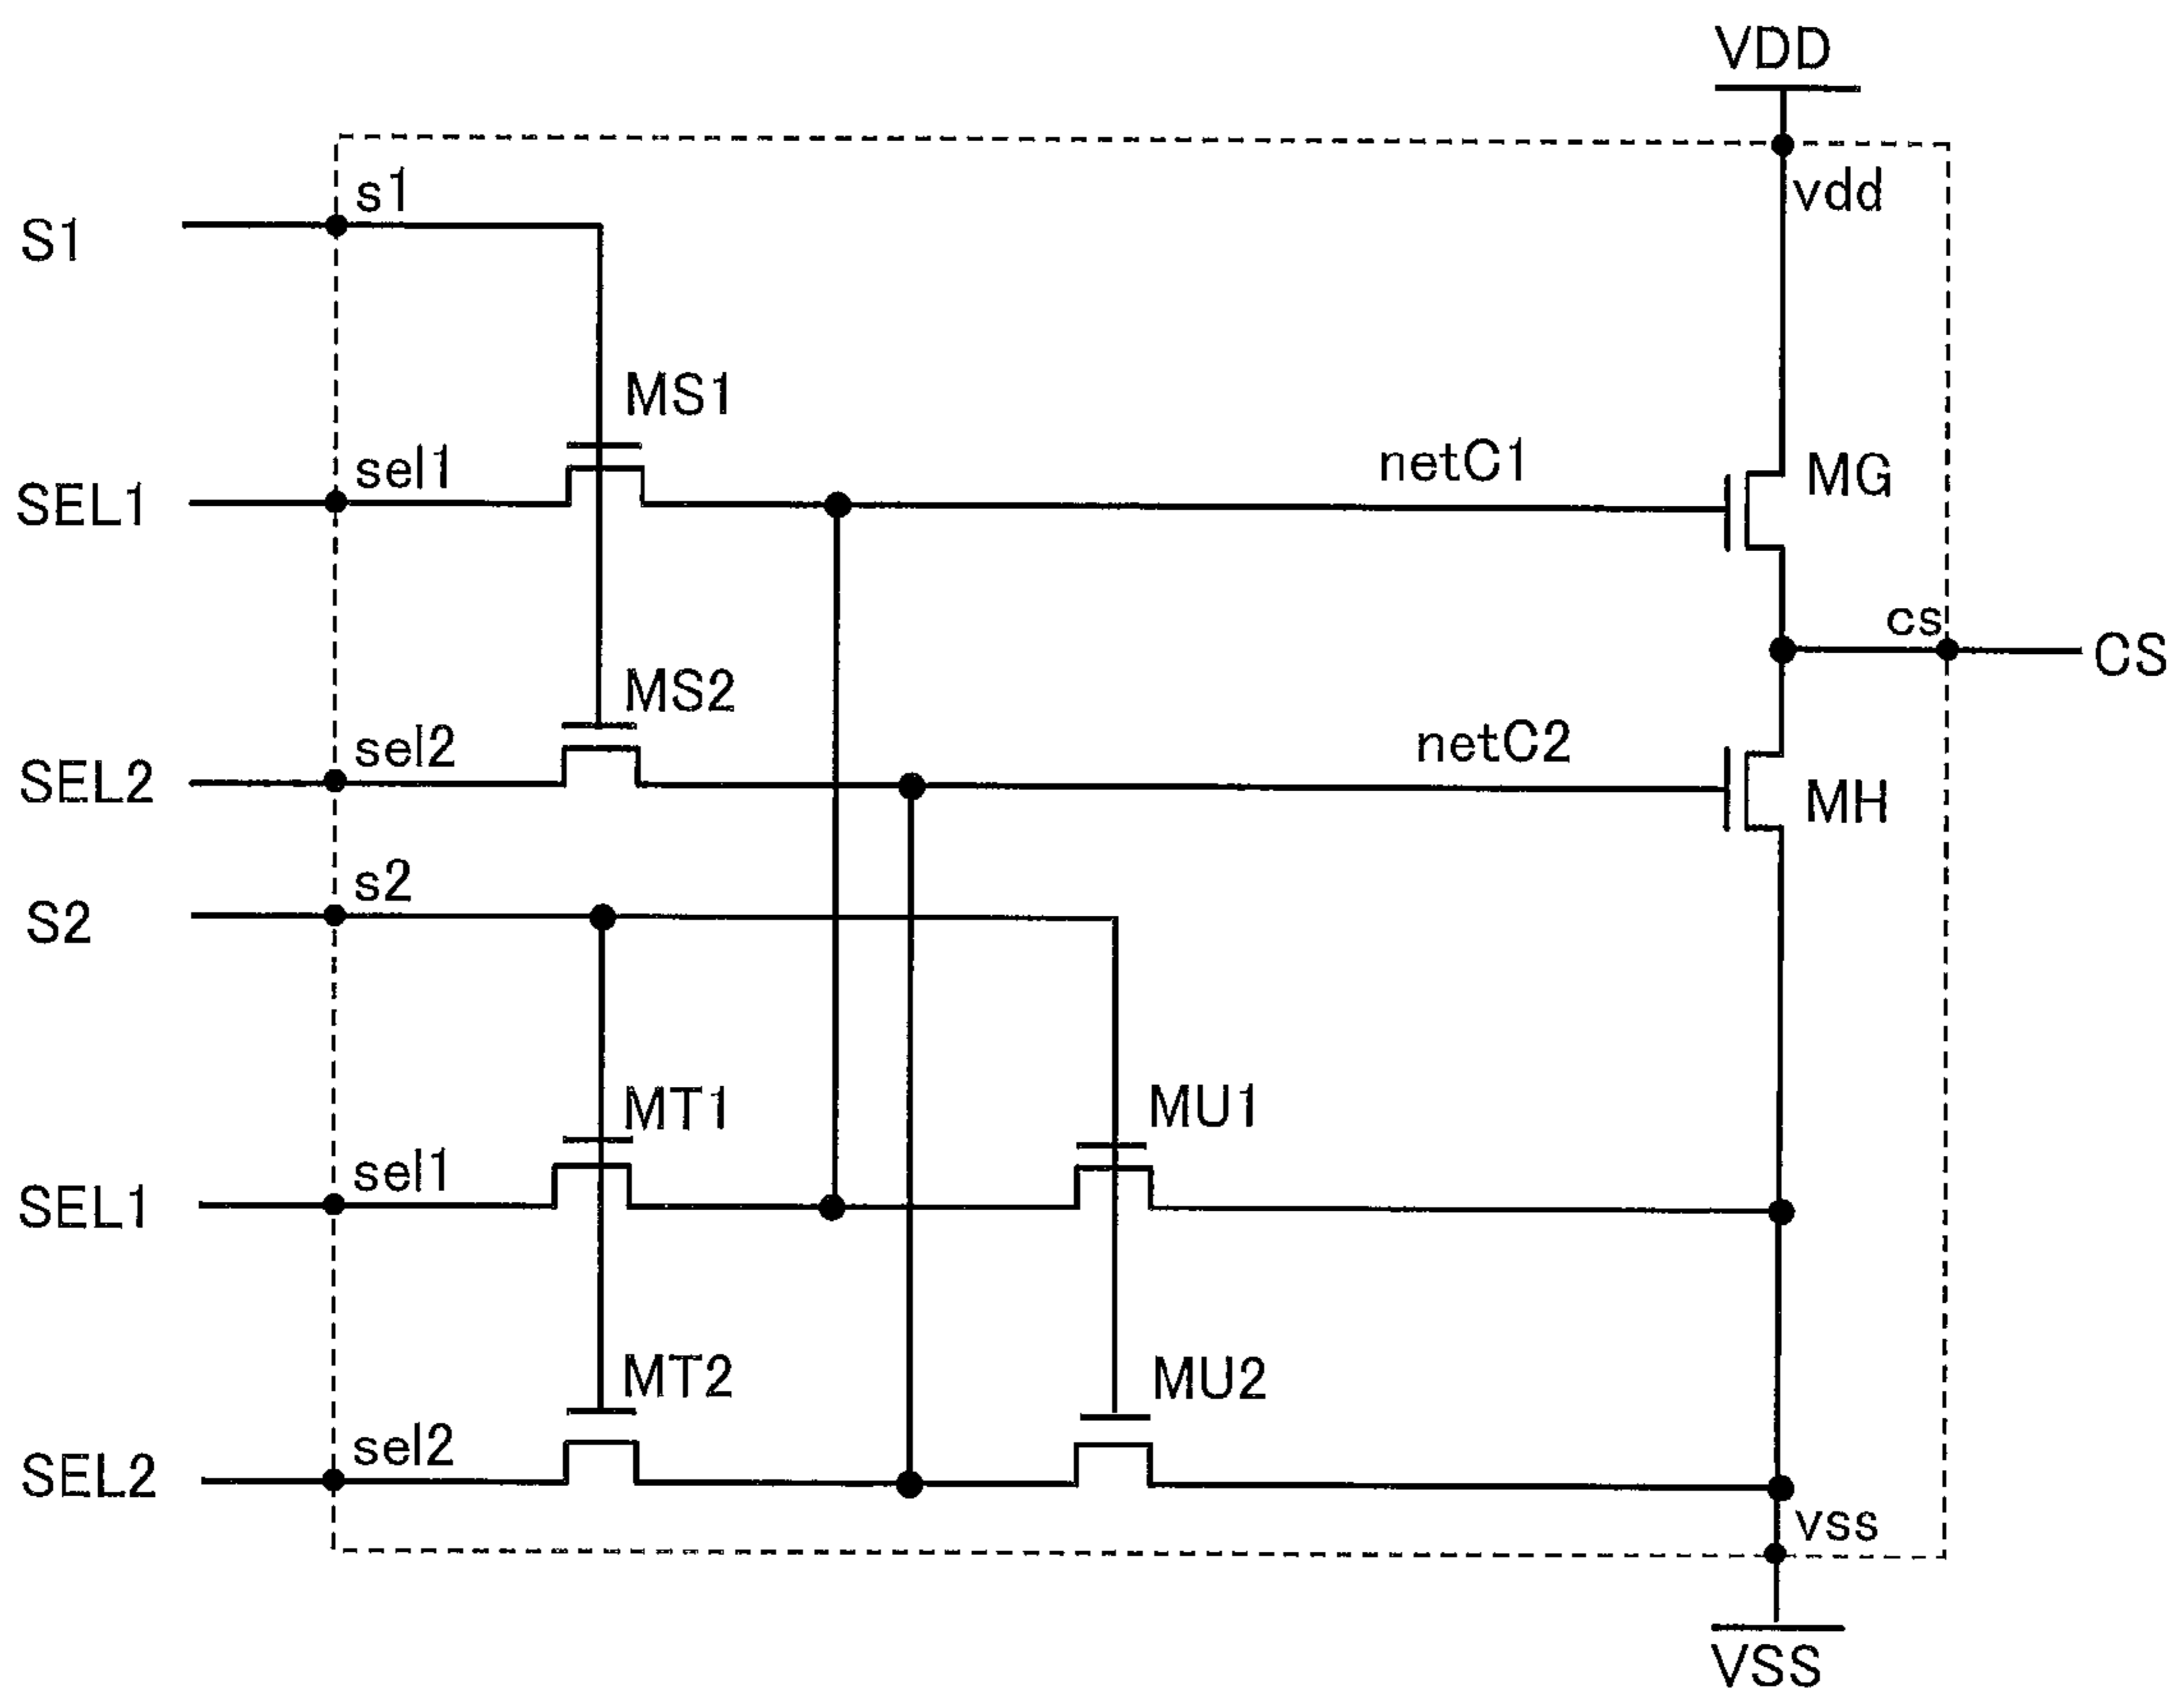 VDD
s1
vdd
S1
MS1
sel1
netC1
MG
SEL1
cs
CS
MS2
sel2
netC2
SEL2
MH
s2
S2
MT1
MU1
sel1
SEL1
MT2
MU2
sel2
SEL2
vss
VSS